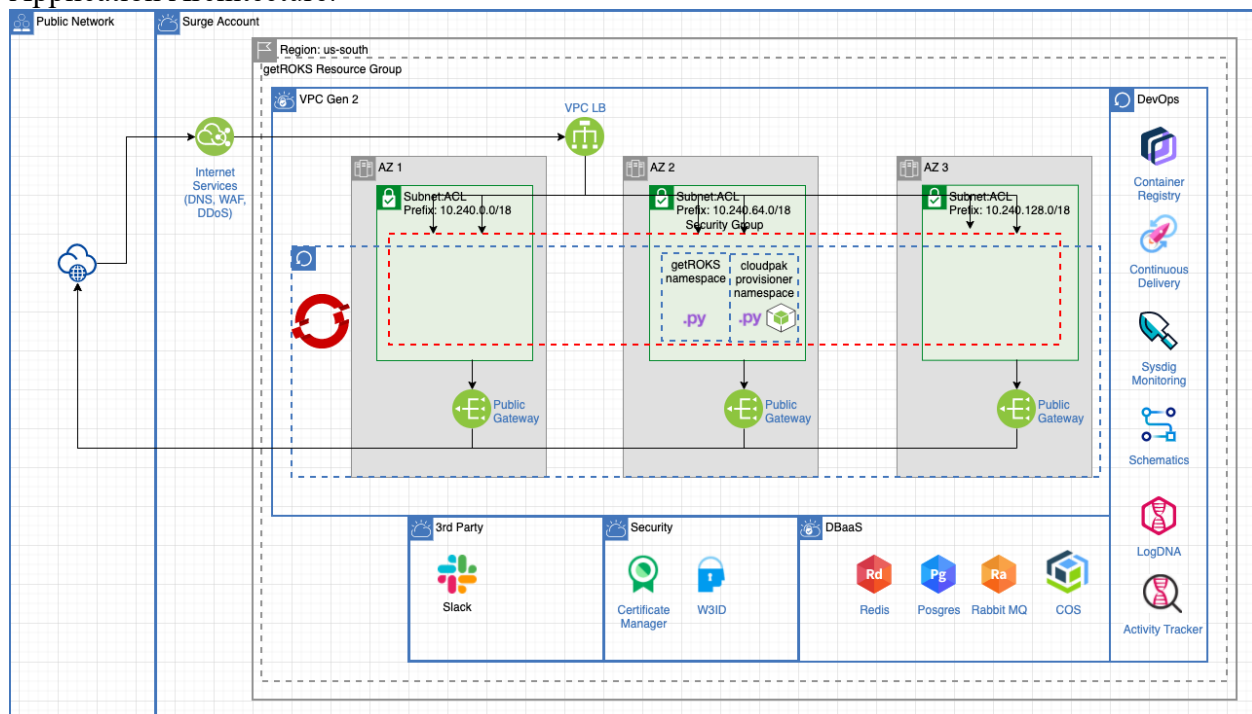 Application Architecture:
Public Network
Surge Account
Region: us-south
getROKS Resource Group
VPC Gen 2
VPC LB
DevOps
Internet
Services
(DNS, WAF,
DDoS)
AZ 1
Subnet:ACL
Prefix: 10.240.0.0/18
AZ 2
Subnet:ACL
Prefix: 10.240.64.0/18
Security Group
AZ 3
Subnet:ACL
Prefix: 10.240.128.0/18
getROKS
namespace
.py
cloudpak
provisioner
namespace
.py
Public
Gateway
Public
Gateway
Public
Gateway
Container
Registry
Continuous
Delivery
Sysdig
Monitoring
Schematics
LogDNA
Activity Tracker
3rd Party
Slack
Security
Certificate
Manager
W3ID
DBaaS
Rd
Redis
Pg
Posgres
Ra
Rabbit MQ
COS